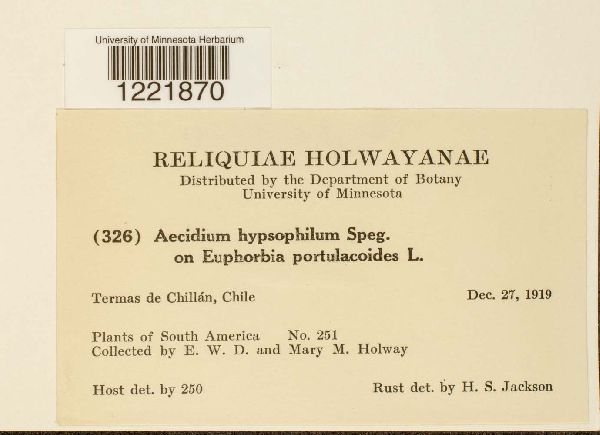 University of Minnesota Herbarium
1221870
RELIQUIAE HOLWAYANAE
Distributed by the Department of Botany
University of Minnesota
(326) Aecidium hypsophilum Speg.
on Euphorbia portulacoides L.
Termas de Chillán, Chile Dec. 27, 1919
Plants of South America No. 251
Collected by E. W. D. and Mary M. Holway
Host det. by 250 Rust det. by H. S. Jackson